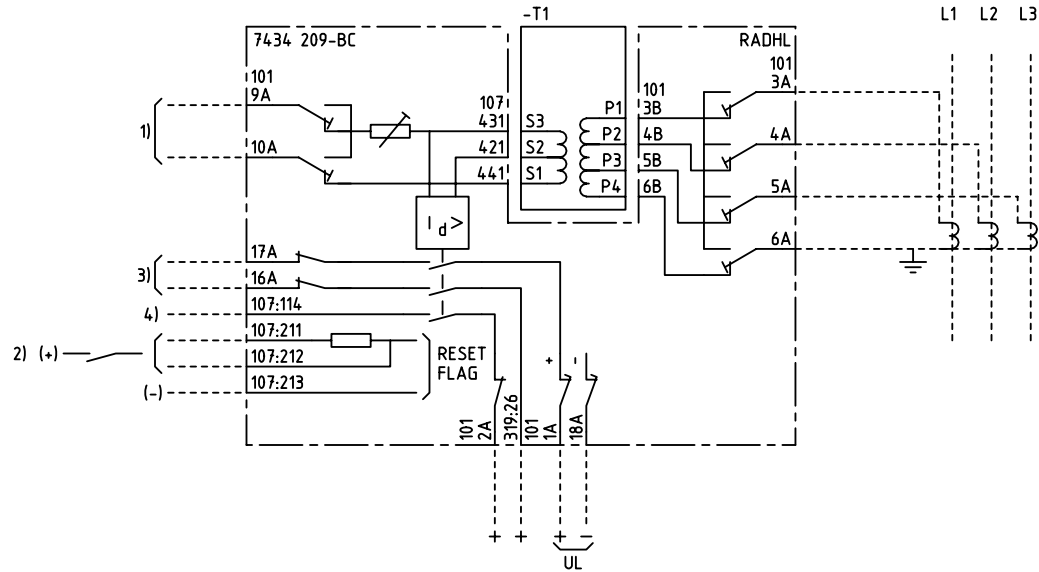 -T1
L1 L2 L3
7434 209-BC
RADHL
101
9A
1)
10A
107
431
421
441
S3
S2
S1
P1
P2
P3
P4
101
3B
4B
5B
6B
101
3A
4A
5A
6A
Id>
17A
3)
16A
4)
107:114
107:211
2) (+)
107:212
(-)
107:213
RESET
FLAG
+ -
101
2A
319:26
101
1A
18A
+ + + -
UL